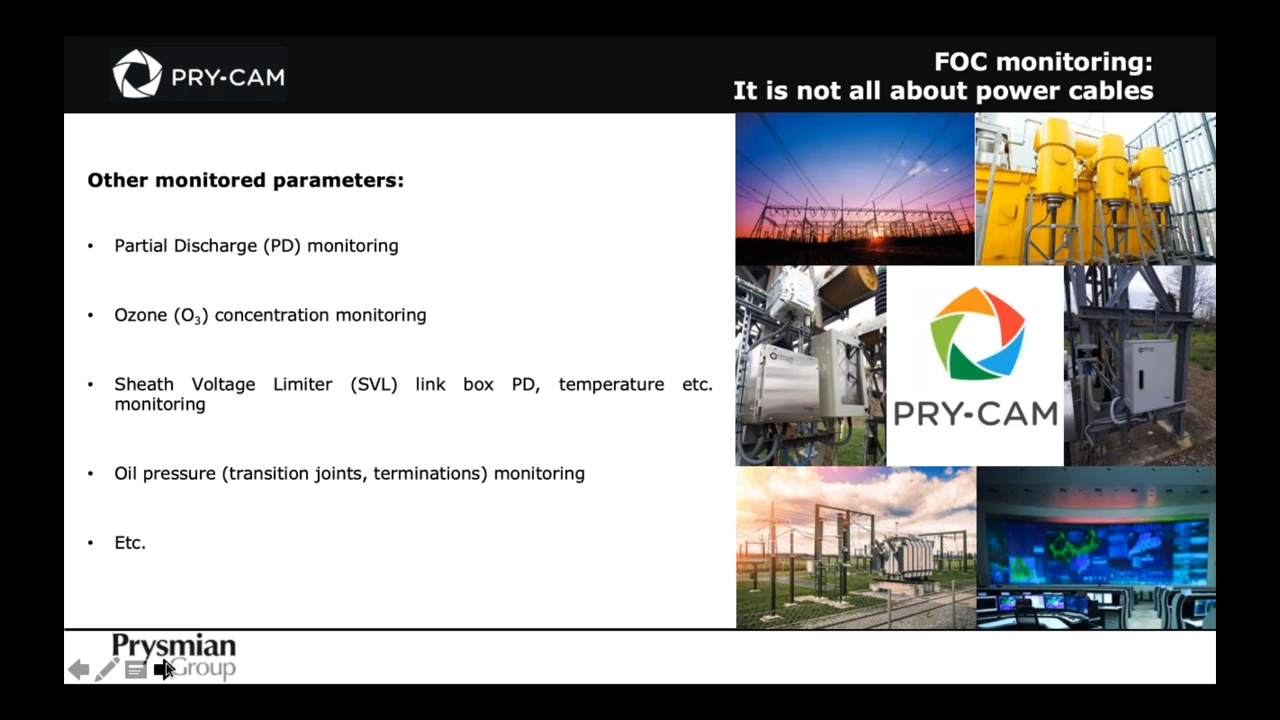 PRY-CAM
FOC monitoring:
It is not all about power cables
Other monitored parameters:
• Partial Discharge (PD) monitoring
• Ozone (O₃) concentration monitoring
• Sheath Voltage Limiter (SVL) link box PD, temperature etc.
monitoring
• Oil pressure (transition joints, terminations) monitoring
• Etc.
PRY-CAM
Prysmian
Group